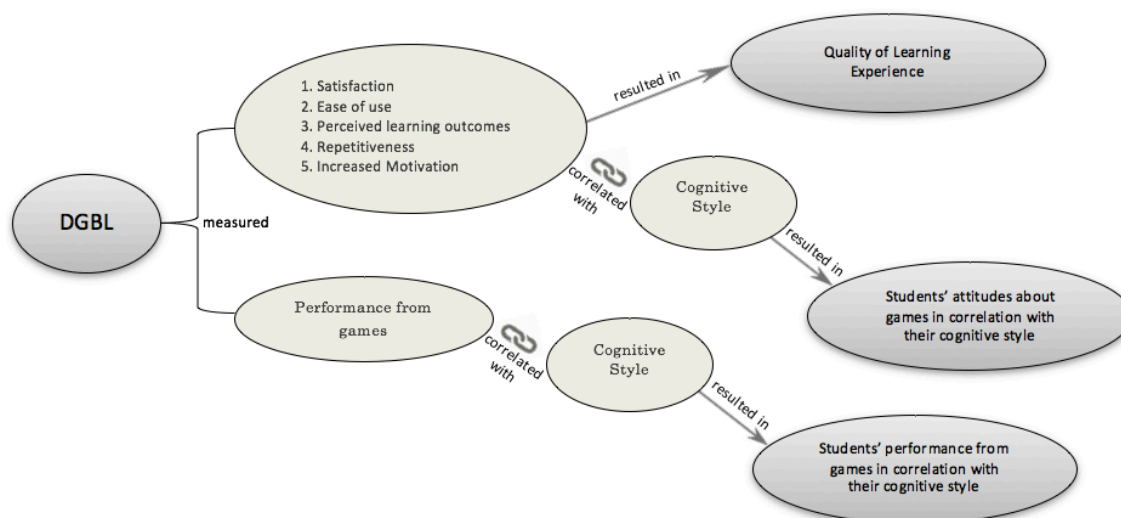 DGBL
measured
1. Satisfaction
2. Ease of use
3. Perceived learning outcomes
4. Repetitiveness
5. Increased Motivation
resulted in
Quality of Learning
Experience
correlated
with
Cognitive
Style
resulted in
Students' attitudes about
games in correlation with
their cognitive style
Performance from
games
correlated
with
Cognitive
Style
resulted in
Students' performance from
games in correlation with
their cognitive style